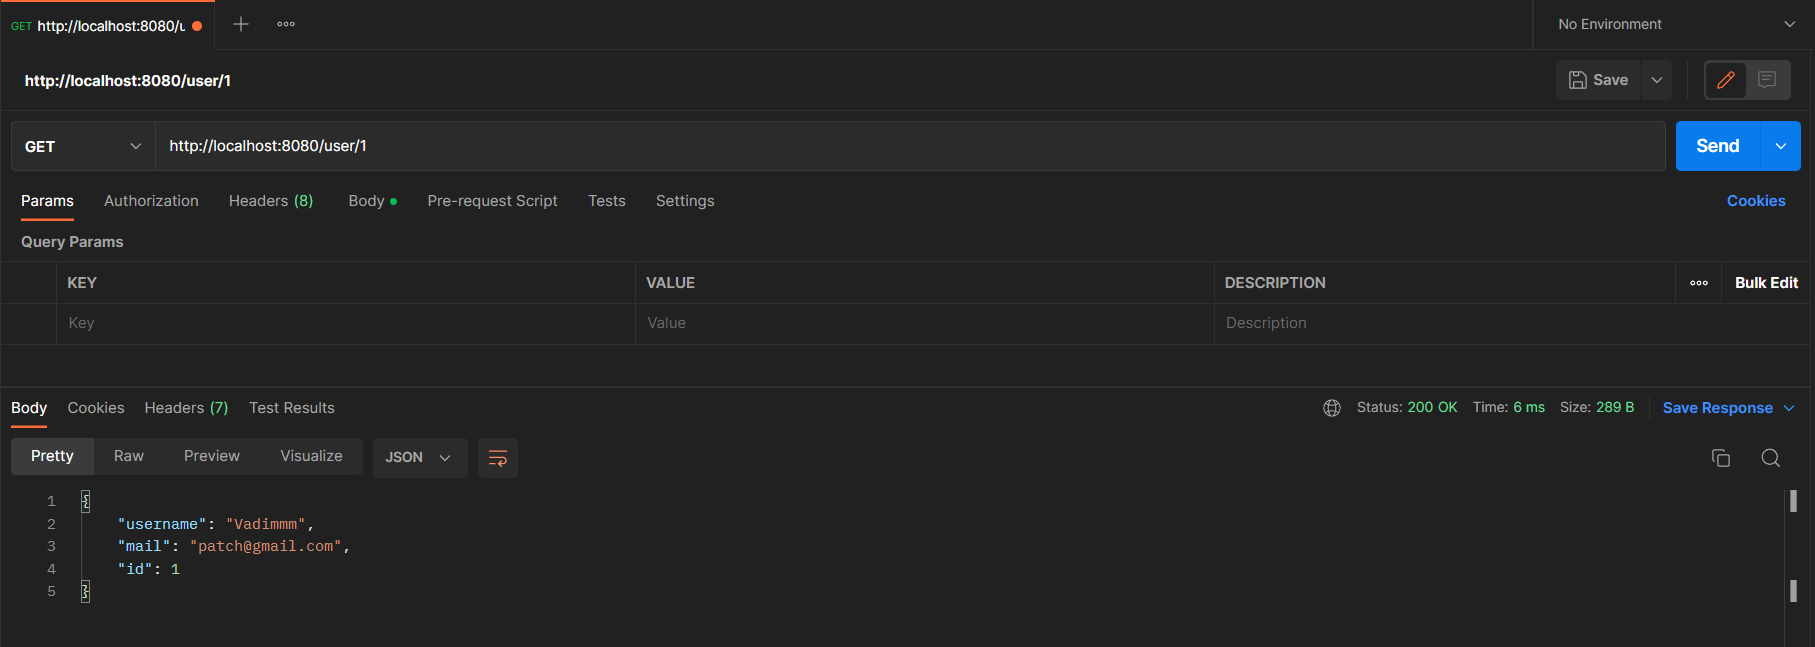 GET http://localhost:8080/u
No Environment
http://localhost:8080/user/1
Save
GET http://localhost:8080/user/1
Send
Params Authorization Headers (8) Body Pre-request Script Tests Settings Cookies
Query Params
KEY VALUE DESCRIPTION Bulk Edit
Key Value Description
Body Cookies Headers (7) Test Results Status: 200 OK Time: 6 ms Size: 289 B Save Response
Pretty Raw Preview Visualize JSON
1 {
2 "username": "Vadimmm",
3 "mail": "patch@gmail.com",
4 "id": 1
5 }